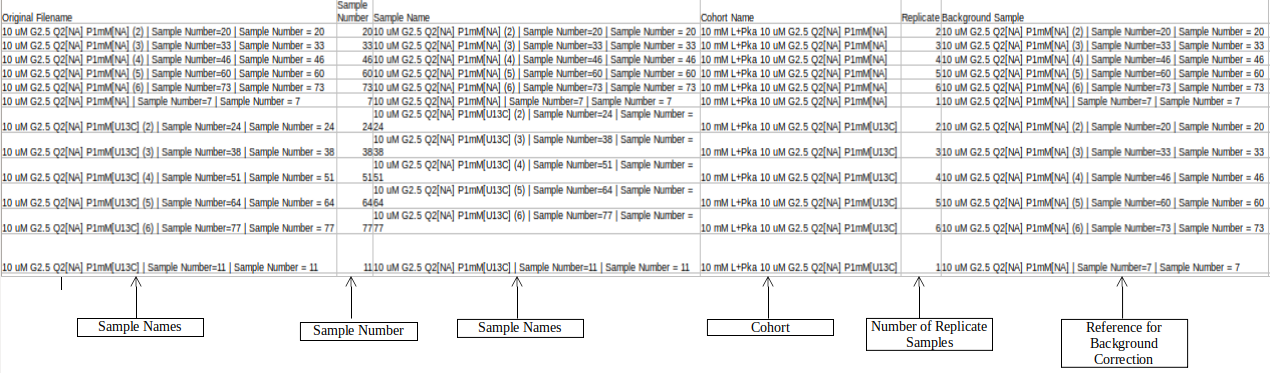 Original Filename Sample Number Sample Name Cohort Name Replicate Background Sample
10 uM G2.5 Q2[NA] P1mM[NA] (2) | Sample Number=20 | Sample Number = 20 20 10 uM G2.5 Q2[NA] P1mM[NA] (2) | Sample Number=20 | Sample Number = 20 10 mM L+Pka 10 uM G2.5 Q2[NA] P1mM[NA] 2 10 uM G2.5 Q2[NA] P1mM[NA] (2) | Sample Number=20 | Sample Number = 20
10 uM G2.5 Q2[NA] P1mM[NA] (3) | Sample Number=33 | Sample Number = 33 33 10 uM G2.5 Q2[NA] P1mM[NA] (3) | Sample Number=33 | Sample Number = 33 10 mM L+Pka 10 uM G2.5 Q2[NA] P1mM[NA] 3 10 uM G2.5 Q2[NA] P1mM[NA] (3) | Sample Number=33 | Sample Number = 33
10 uM G2.5 Q2[NA] P1mM[NA] (4) | Sample Number=46 | Sample Number = 46 46 10 uM G2.5 Q2[NA] P1mM[NA] (4) | Sample Number=46 | Sample Number = 46 10 mM L+Pka 10 uM G2.5 Q2[NA] P1mM[NA] 4 10 uM G2.5 Q2[NA] P1mM[NA] (4) | Sample Number=46 | Sample Number = 46
10 uM G2.5 Q2[NA] P1mM[NA] (5) | Sample Number=60 | Sample Number = 60 60 10 uM G2.5 Q2[NA] P1mM[NA] (5) | Sample Number=60 | Sample Number = 60 10 mM L+Pka 10 uM G2.5 Q2[NA] P1mM[NA] 5 10 uM G2.5 Q2[NA] P1mM[NA] (5) | Sample Number=60 | Sample Number = 60
10 uM G2.5 Q2[NA] P1mM[NA] (6) | Sample Number=73 | Sample Number = 73 73 10 uM G2.5 Q2[NA] P1mM[NA] (6) | Sample Number=73 | Sample Number = 73 10 mM L+Pka 10 uM G2.5 Q2[NA] P1mM[NA] 6 10 uM G2.5 Q2[NA] P1mM[NA] (6) | Sample Number=73 | Sample Number = 73
10 uM G2.5 Q2[NA] P1mM[NA] | Sample Number=7 | Sample Number = 7 7 10 uM G2.5 Q2[NA] P1mM[NA] | Sample Number=7 | Sample Number = 7 10 mM L+Pka 10 uM G2.5 Q2[NA] P1mM[NA] 1 10 uM G2.5 Q2[NA] P1mM[NA] | Sample Number=7 | Sample Number = 7
10 uM G2.5 Q2[NA] P1mM[U13C] (2) | Sample Number=24 | Sample Number = 24 24 10 uM G2.5 Q2[NA] P1mM[U13C] (2) | Sample Number=24 | Sample Number = 24 10 mM L+Pka 10 uM G2.5 Q2[NA] P1mM[U13C] 2 10 uM G2.5 Q2[NA] P1mM[NA] (2) | Sample Number=20 | Sample Number = 20
10 uM G2.5 Q2[NA] P1mM[U13C] (3) | Sample Number=38 | Sample Number = 38 38 10 uM G2.5 Q2[NA] P1mM[U13C] (3) | Sample Number=38 | Sample Number = 38 10 mM L+Pka 10 uM G2.5 Q2[NA] P1mM[U13C] 3 10 uM G2.5 Q2[NA] P1mM[NA] (3) | Sample Number=33 | Sample Number = 33
10 uM G2.5 Q2[NA] P1mM[U13C] (4) | Sample Number=51 | Sample Number = 51 51 10 uM G2.5 Q2[NA] P1mM[U13C] (4) | Sample Number=51 | Sample Number = 51 10 mM L+Pka 10 uM G2.5 Q2[NA] P1mM[U13C] 4 10 uM G2.5 Q2[NA] P1mM[NA] (4) | Sample Number=46 | Sample Number = 46
10 uM G2.5 Q2[NA] P1mM[U13C] (5) | Sample Number=64 | Sample Number = 64 64 10 uM G2.5 Q2[NA] P1mM[U13C] (5) | Sample Number=64 | Sample Number = 64 10 mM L+Pka 10 uM G2.5 Q2[NA] P1mM[U13C] 5 10 uM G2.5 Q2[NA] P1mM[NA] (5) | Sample Number=60 | Sample Number = 60
10 uM G2.5 Q2[NA] P1mM[U13C] (6) | Sample Number=77 | Sample Number = 77 77 10 uM G2.5 Q2[NA] P1mM[U13C] (6) | Sample Number=77 | Sample Number = 77 10 mM L+Pka 10 uM G2.5 Q2[NA] P1mM[U13C] 6 10 uM G2.5 Q2[NA] P1mM[NA] (6) | Sample Number=73 | Sample Number = 73
10 uM G2.5 Q2[NA] P1mM[U13C] | Sample Number=11 | Sample Number = 11 11 10 uM G2.5 Q2[NA] P1mM[U13C] | Sample Number=11 | Sample Number = 11 10 mM L+Pka 10 uM G2.5 Q2[NA] P1mM[U13C] 1 10 uM G2.5 Q2[NA] P1mM[NA] | Sample Number=7 | Sample Number = 7
Sample Names
Sample Number
Sample Names
Cohort
Number of Replicate
Samples
Reference for
Background
Correction